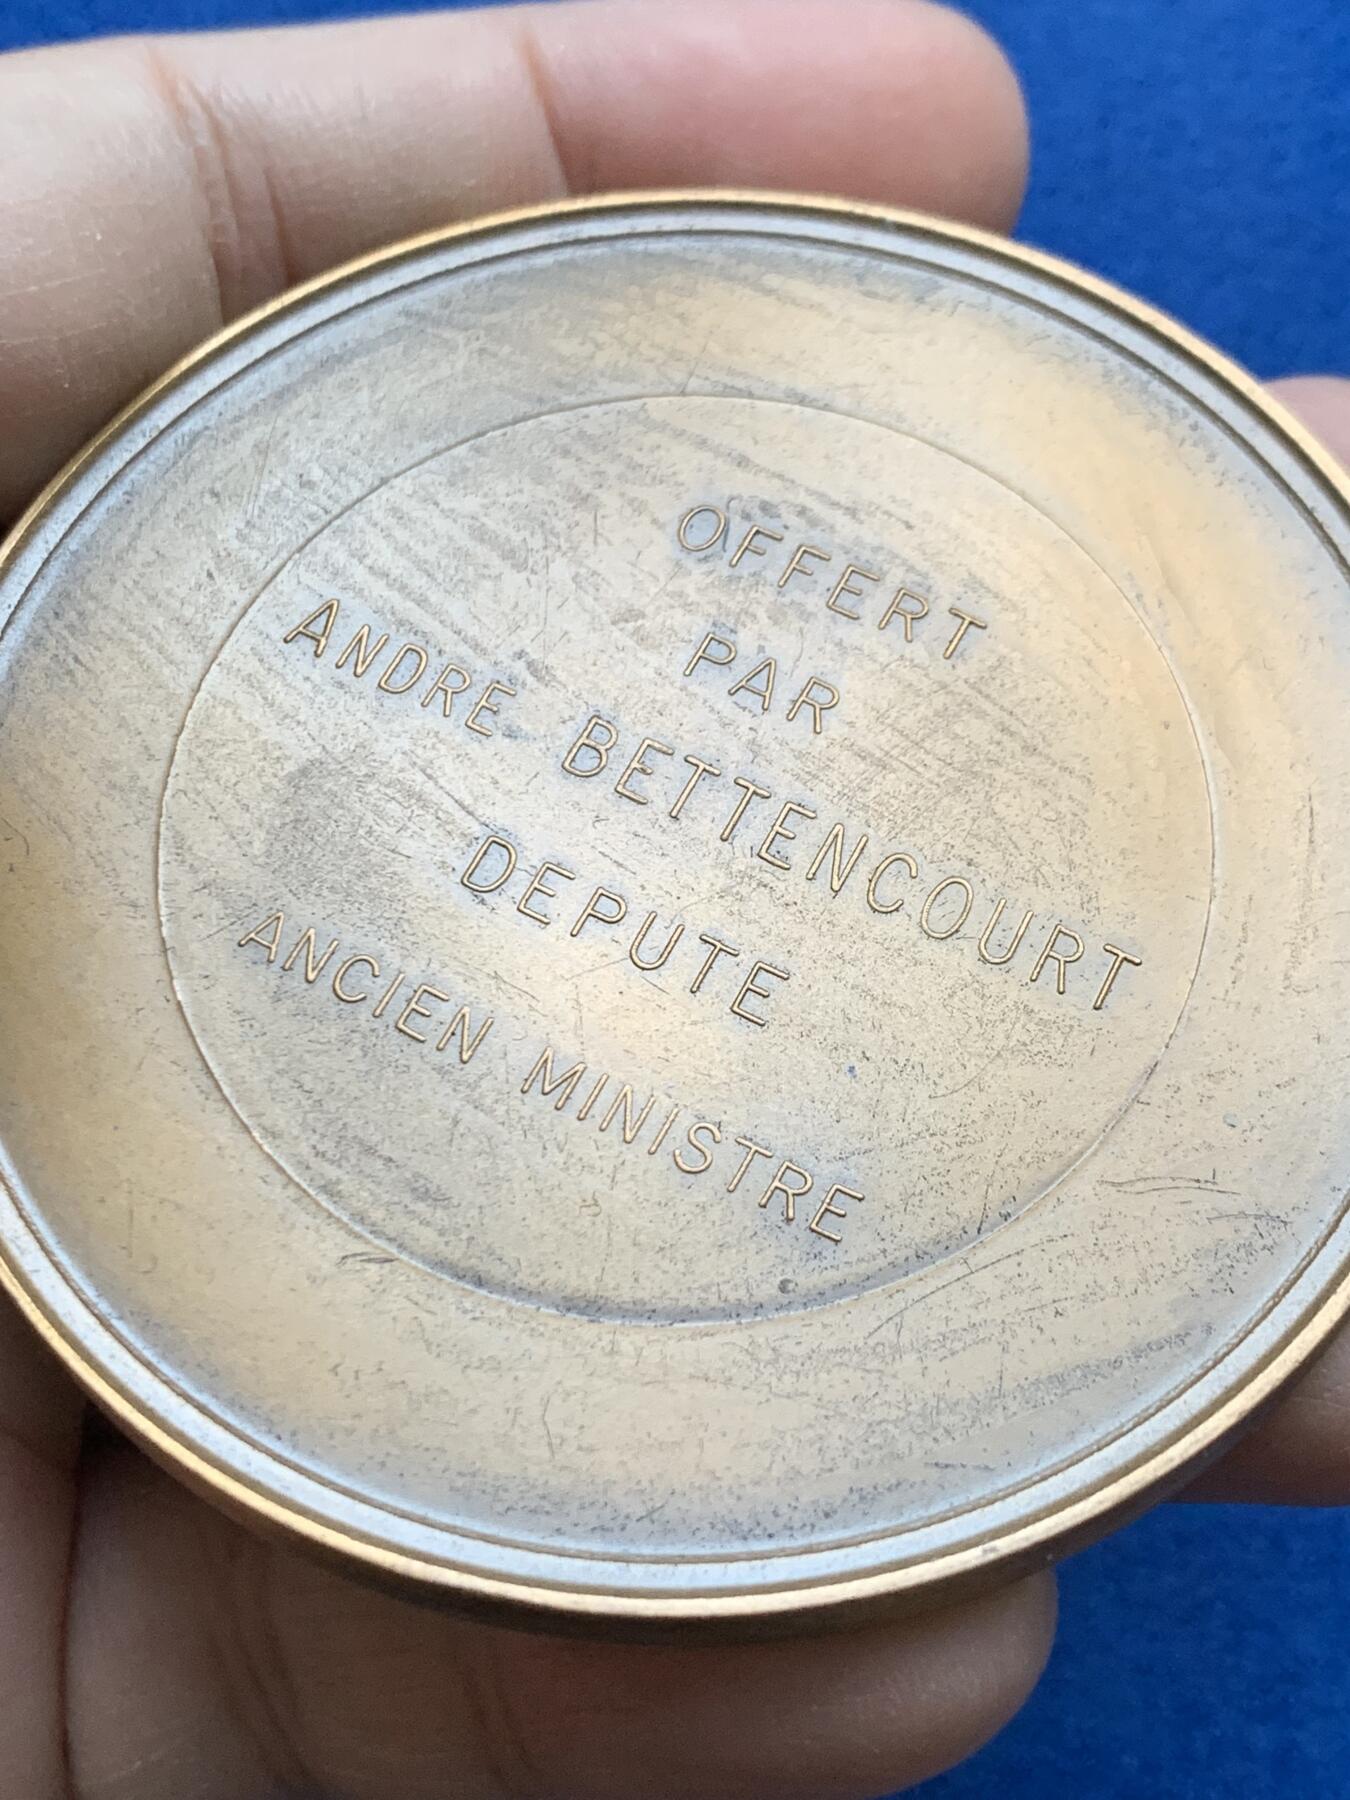 OFFERT
PAR
ANDRE BETTENCOURT
DEPUTE
ANCIEN MINISTRE